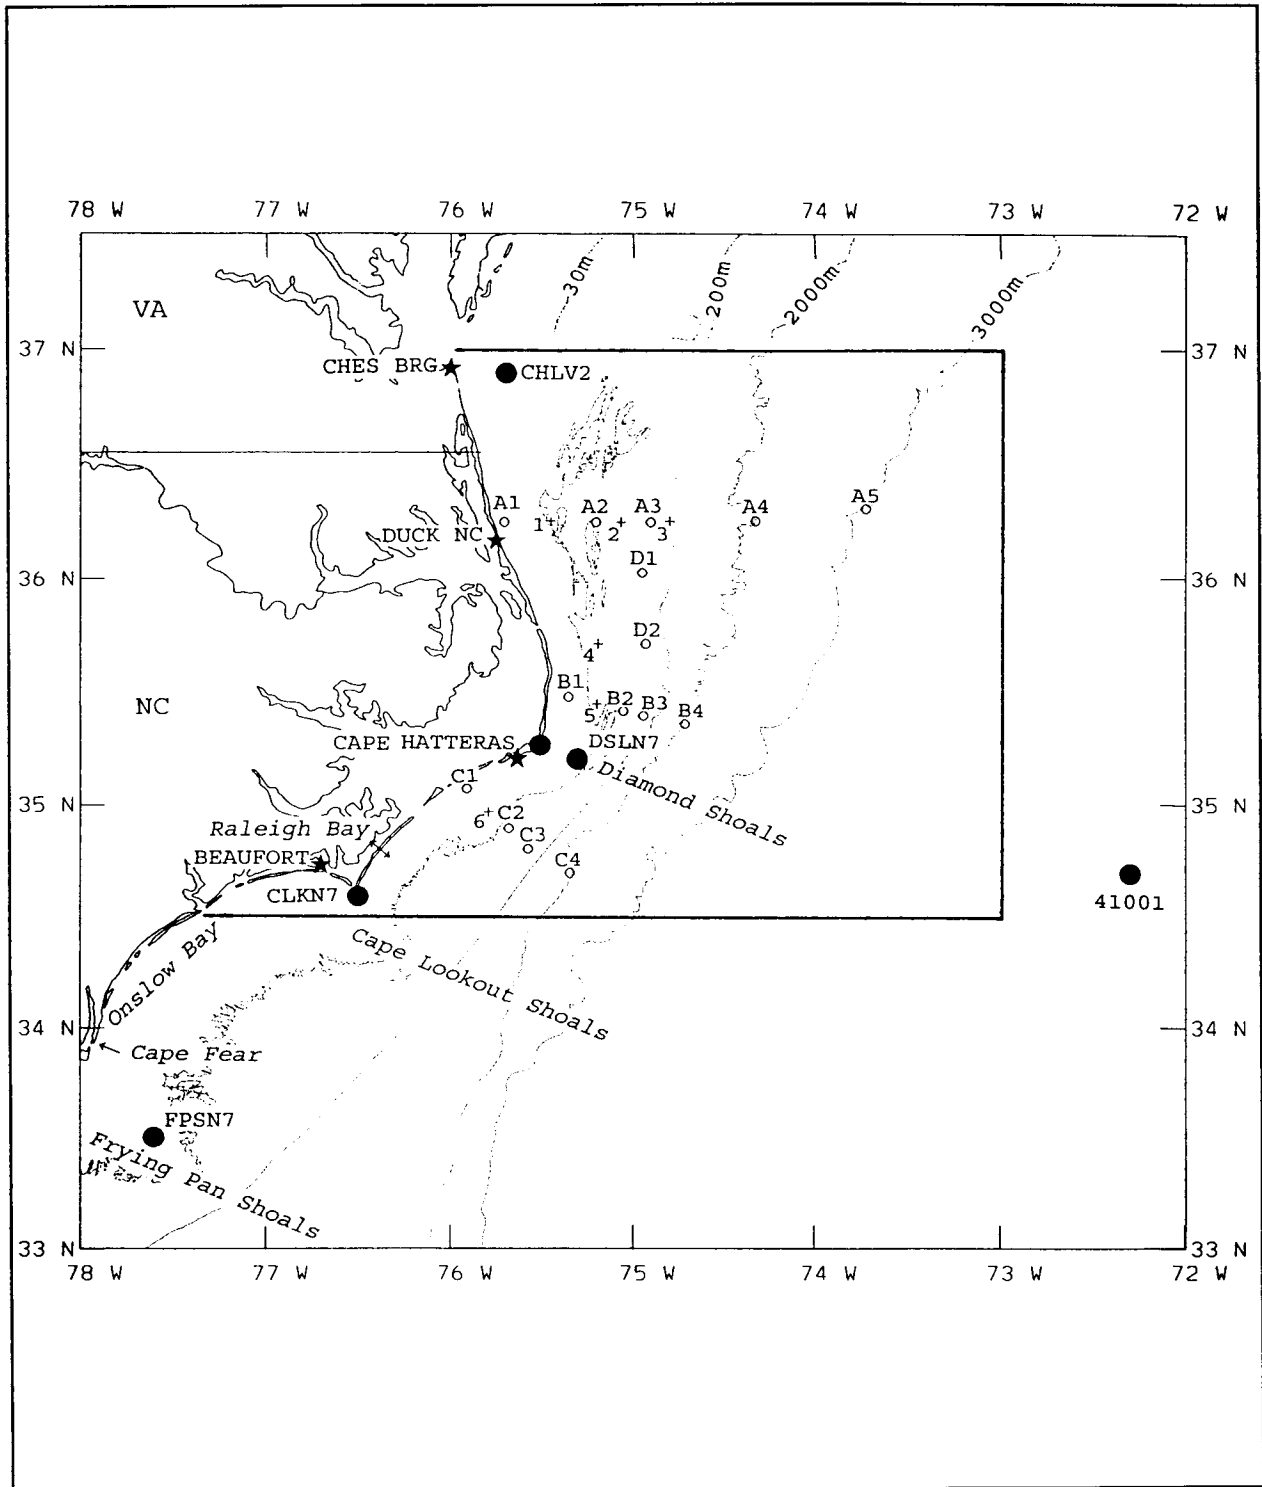 78 W 77 W 76 W 75 W 74 W 73 W 72 W
30m
200m
2000m
3000m
VA
37 N 37 N
CHES BRG
CHLV2
A1 A2 A3 A4 A5
1 2 3
DUCK NC
D1
36 N 36 N
D2
4
B1
NC
B2 B3 B4
5
CAPE HATTERAS DSLN7
Diamond Shoals
C1
35 N 35 N
6 C2
Raleigh Bay C3
BEAUFORT C4
CLKN7
41001
Cape Lookout Shoals
Onslow Bay
34 N 34 N
Cape Fear
FPSN7
Frying Pan Shoals
33 N 33 N
78 W 77 W 76 W 75 W 74 W 73 W 72 W